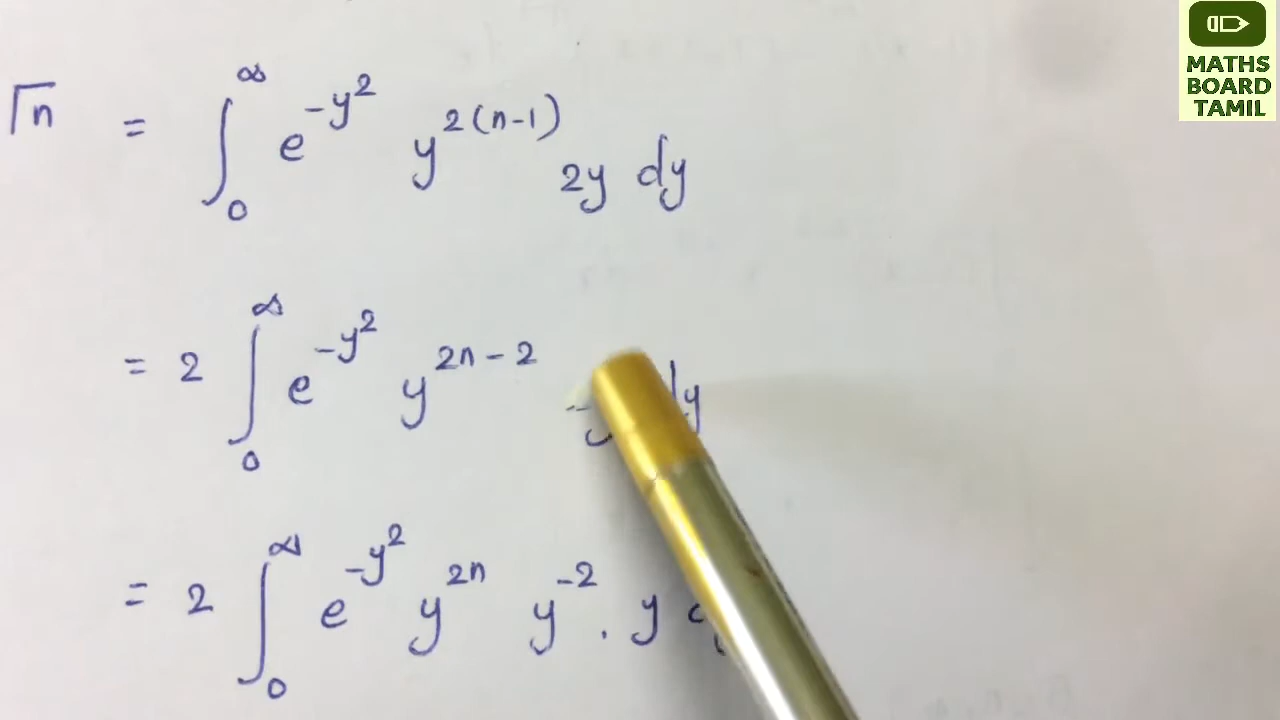 MATHS
BOARD
TAMIL
Γn = ∫₀^∞ e^{-y²} y^{2(n-1)} 2y dy
= 2 ∫₀^∞ e^{-y²} y^{2n-2} y dy
= 2 ∫₀^∞ e^{-y²} y^{2n} y^{-2} . y